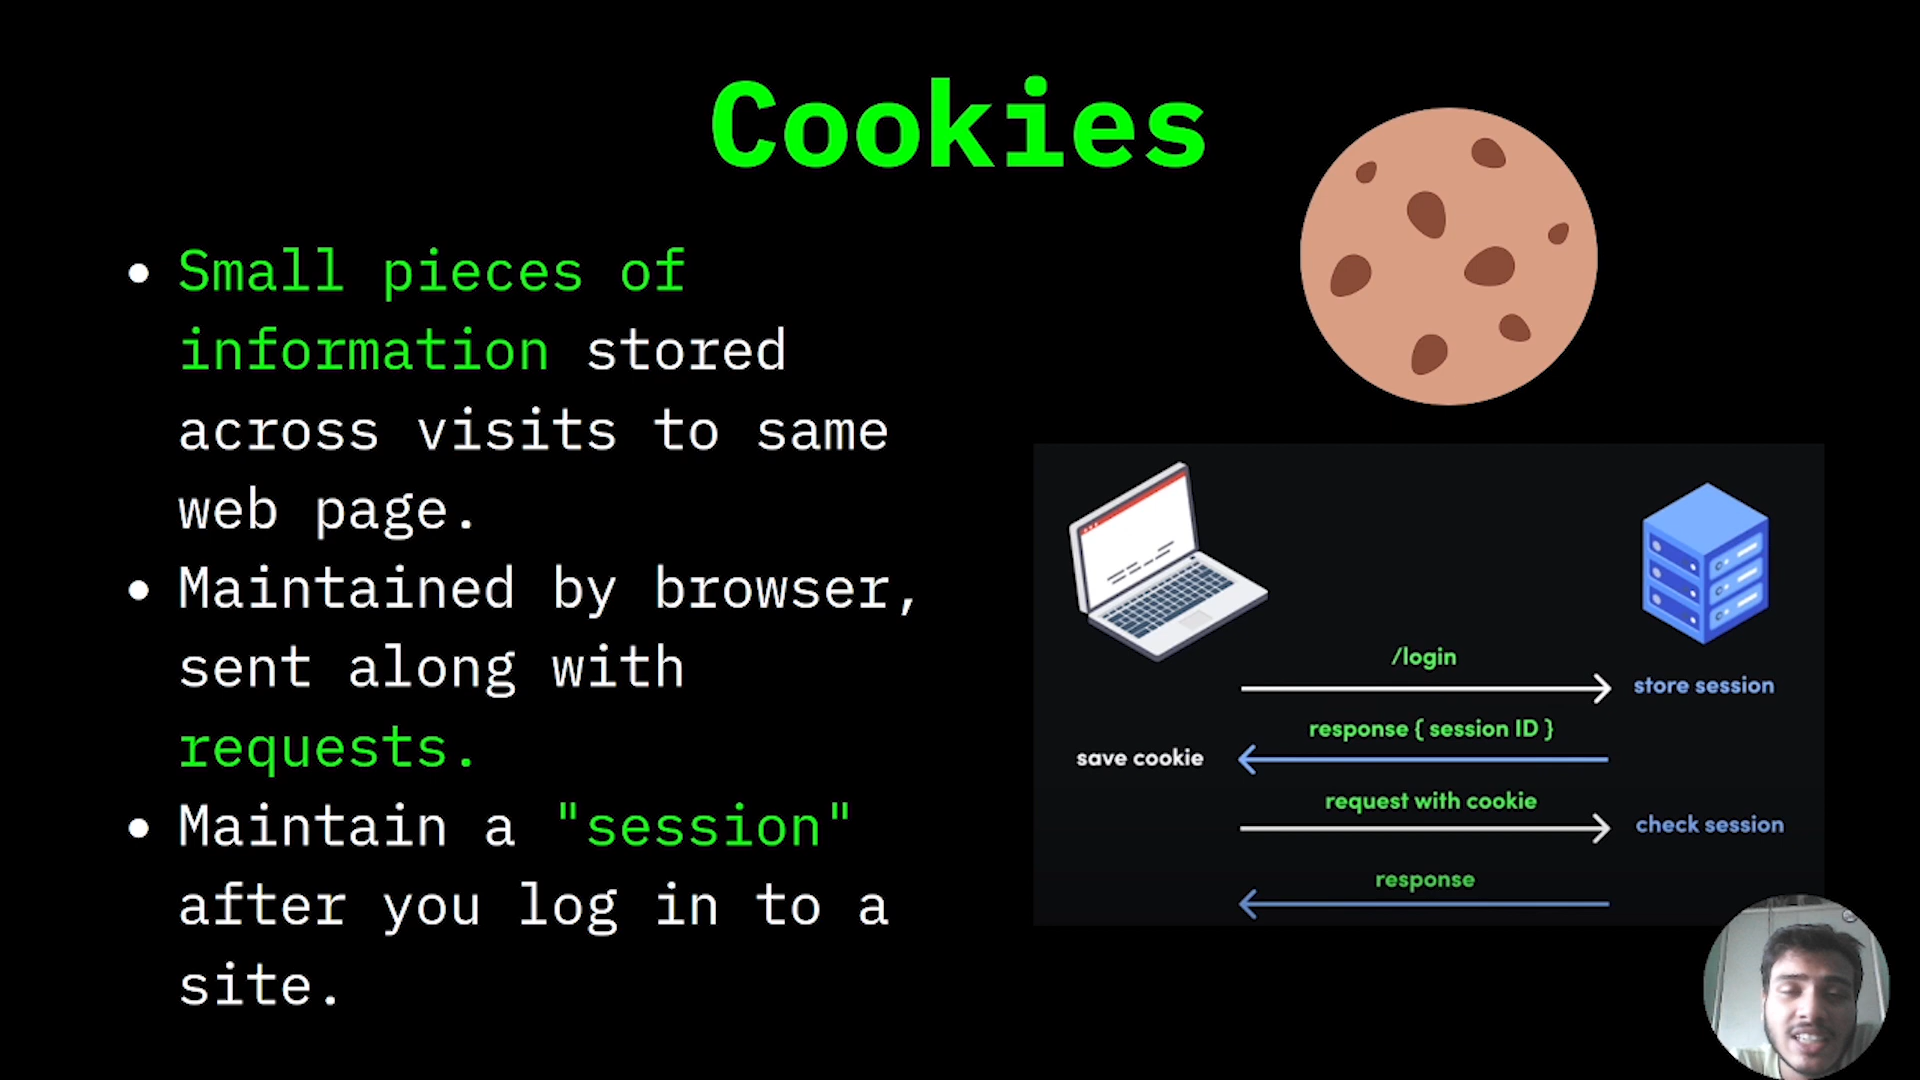 Cookies
• Small pieces of
information stored
across visits to same
web page.
• Maintained by browser,
sent along with
requests.
• Maintain a "session"
after you log in to a
site.
/login
store session
response { session ID }
save cookie
request with cookie
check session
response